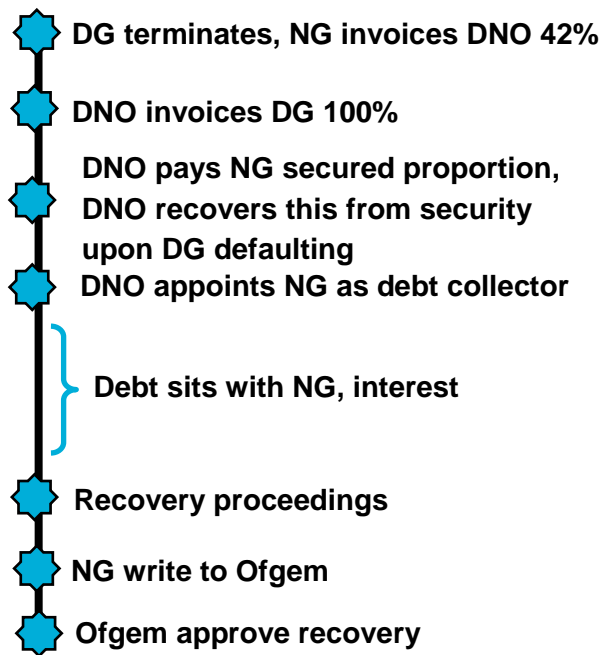 DG terminates, NG invoices DNO 42%
DNO invoices DG 100%
DNO pays NG secured proportion,
DNO recovers this from security
upon DG defaulting
DNO appoints NG as debt collector
Debt sits with NG, interest
Recovery proceedings
NG write to Ofgem
Ofgem approve recovery